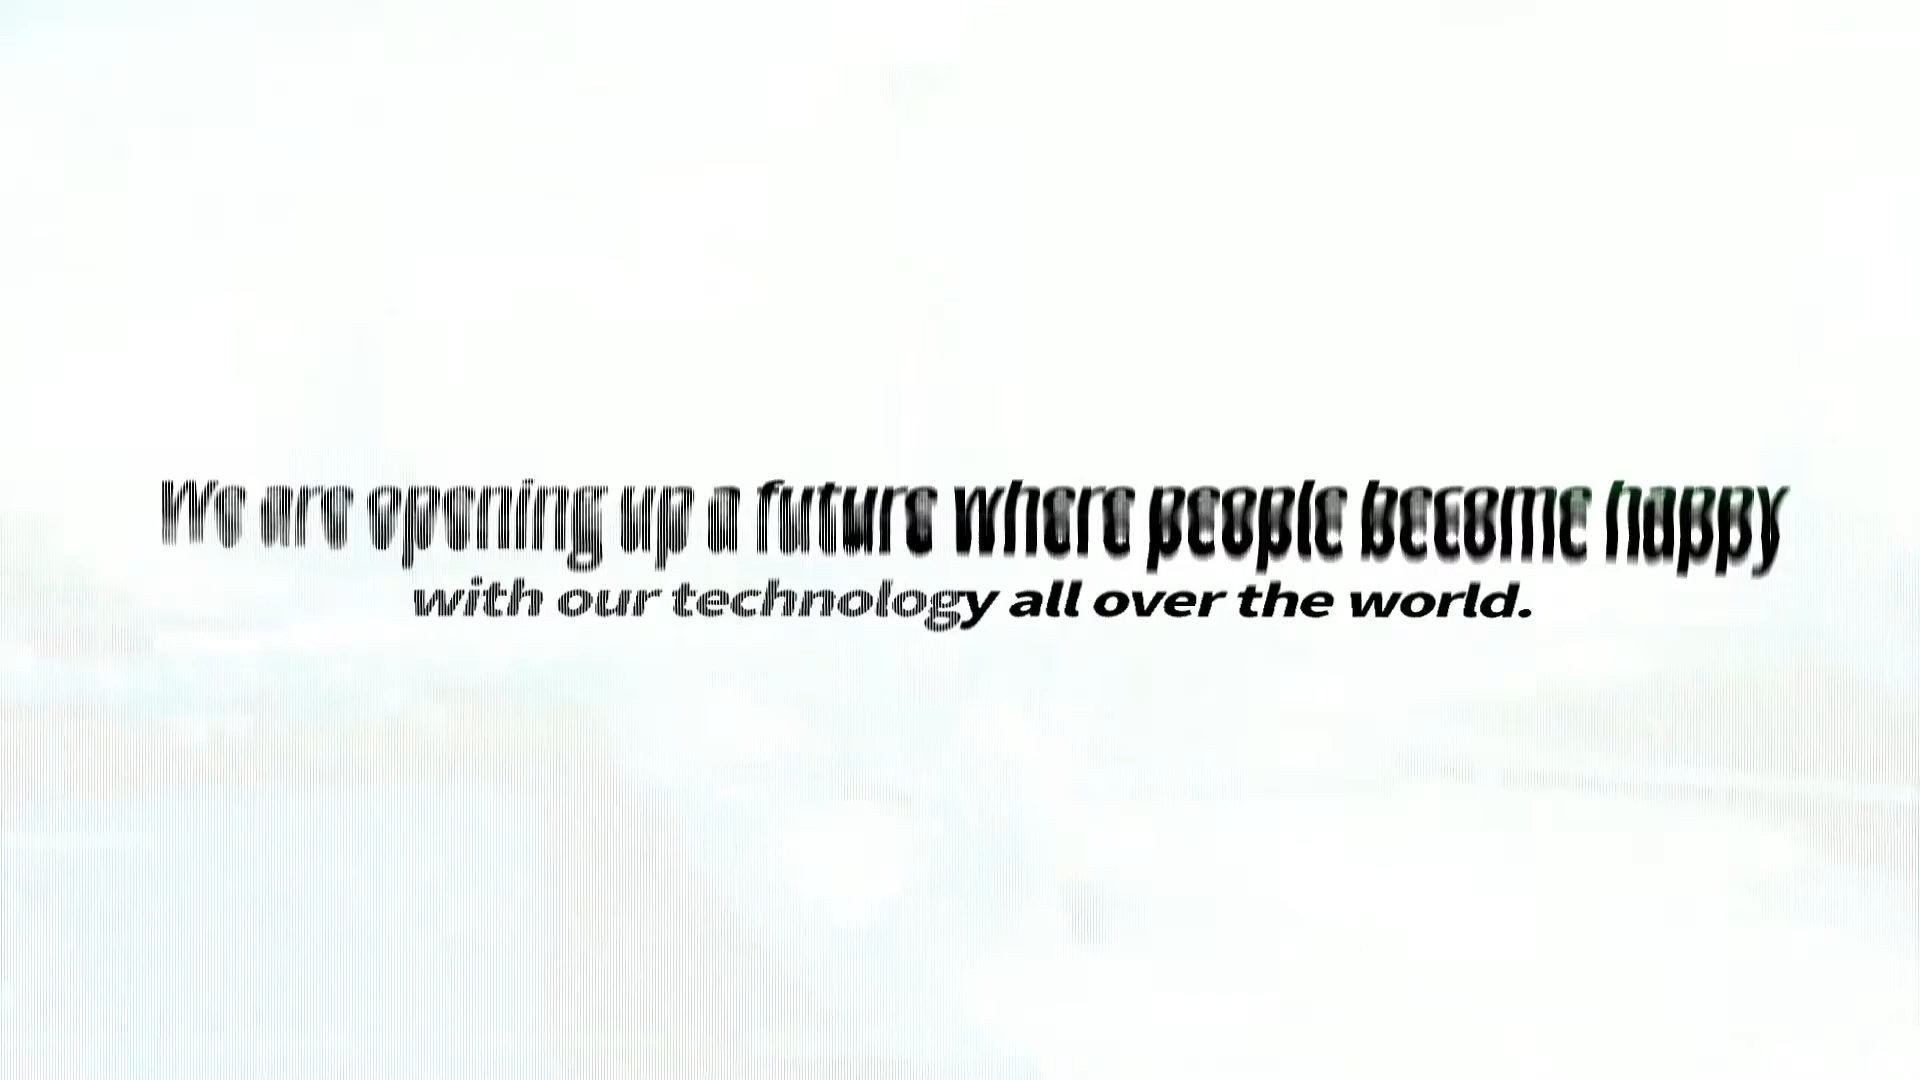 We are opening up a future where people become happy
with our technology all over the world.